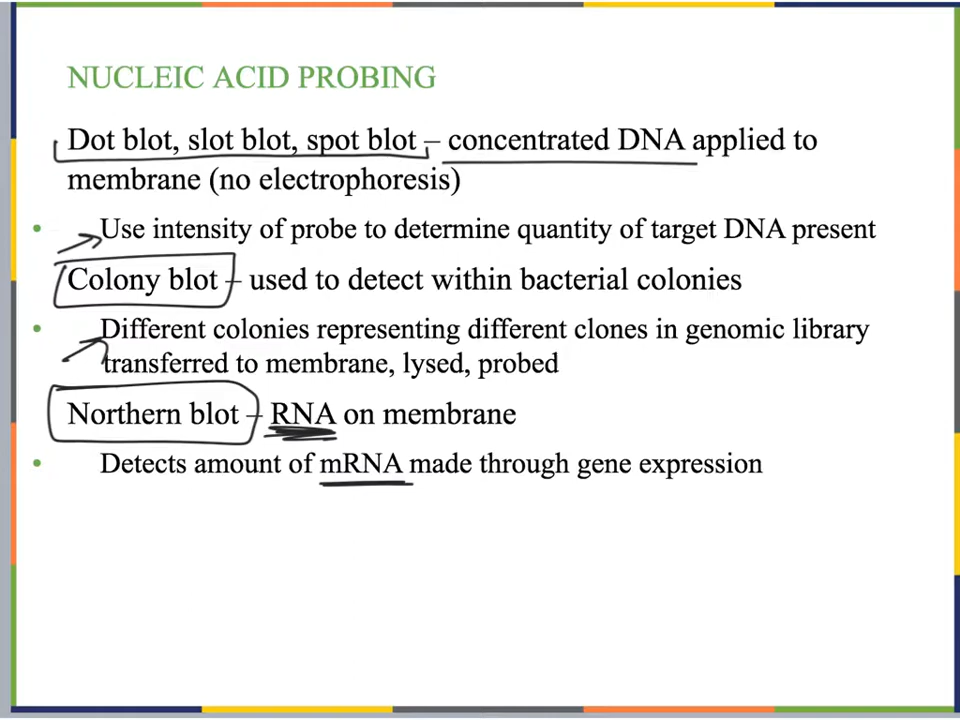 NUCLEIC ACID PROBING
Dot blot, slot blot, spot blot – concentrated DNA applied to
membrane (no electrophoresis)
• Use intensity of probe to determine quantity of target DNA present
Colony blot – used to detect within bacterial colonies
• Different colonies representing different clones in genomic library
transferred to membrane, lysed, probed
Northern blot – RNA on membrane
• Detects amount of mRNA made through gene expression